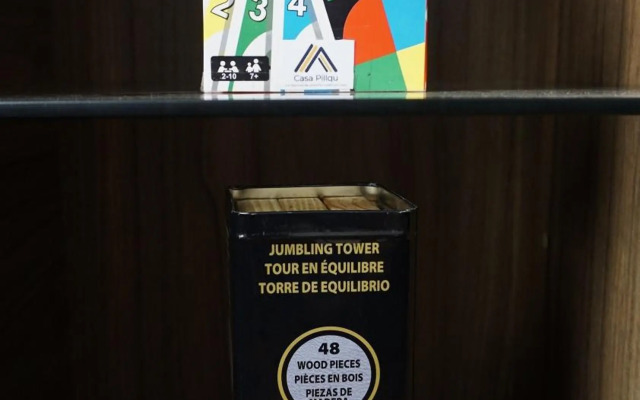 2 3 4
2-10 7+
Casa Pillqu
JUMBLING TOWER
TOUR EN ÉQUILIBRE
TORRE DE EQUILIBRIO
48
WOOD PIECES
PIÈCES EN BOIS
PIEZAS DE
MADERA